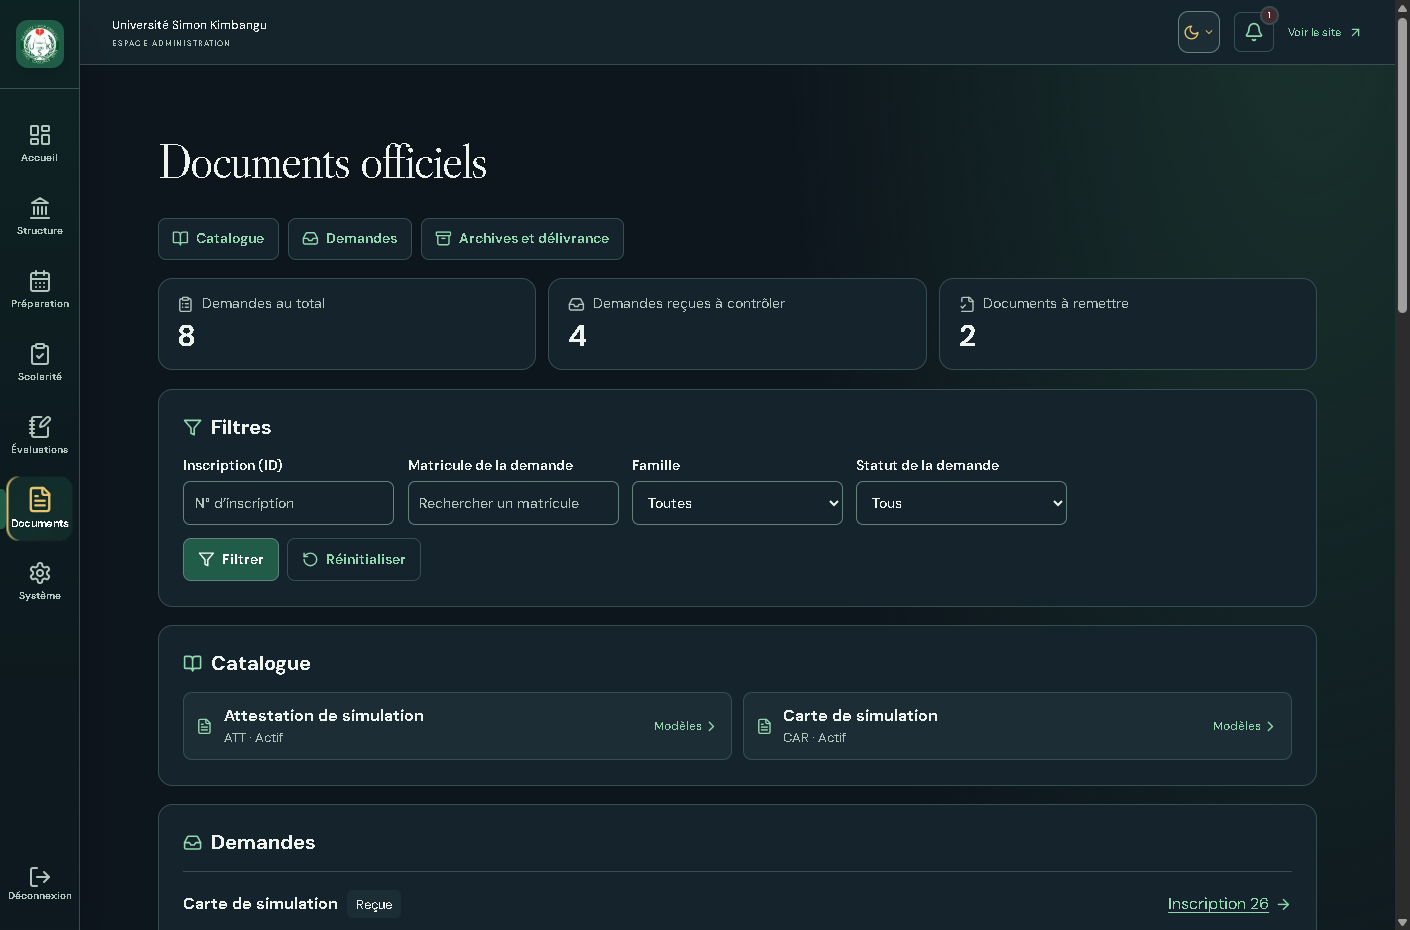 Université Simon Kimbangu
ESPACE ADMINISTRATION
1
Voir le site
Accueil
Structure
Préparation
Scolarité
Évaluations
Documents
Système
Déconnexion
Documents officiels
Catalogue
Demandes
Archives et délivrance
Demandes au total
8
Demandes reçues à contrôler
4
Documents à remettre
2
Filtres
Inscription (ID)
Matricule de la demande
Famille
Statut de la demande
N° d'inscription
Rechercher un matricule
Toutes
Tous
Filtrer
Réinitialiser
Catalogue
Attestation de simulation
ATT · Actif
Modèles
Carte de simulation
CAR · Actif
Modèles
Demandes
Carte de simulation
Reçue
Inscription 26